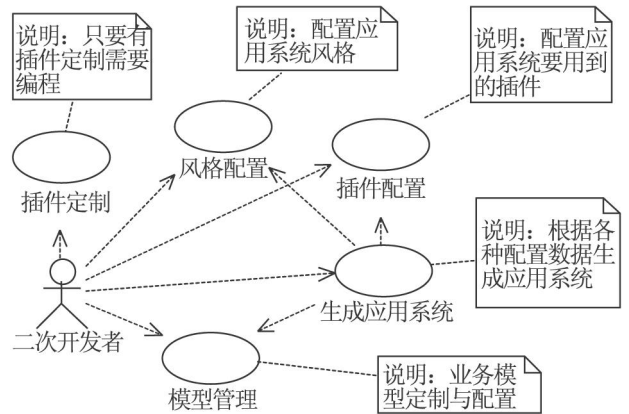 说明：只要有
插件定制需要
编程
说明：配置应
用系统风格
说明：配置应
用系统要用到
的插件
插件定制
风格配置
插件配置
说明：根据各
种配置数据生
成应用系统
生成应用系统
二次开发者
模型管理
说明：业务模
型定制与配置